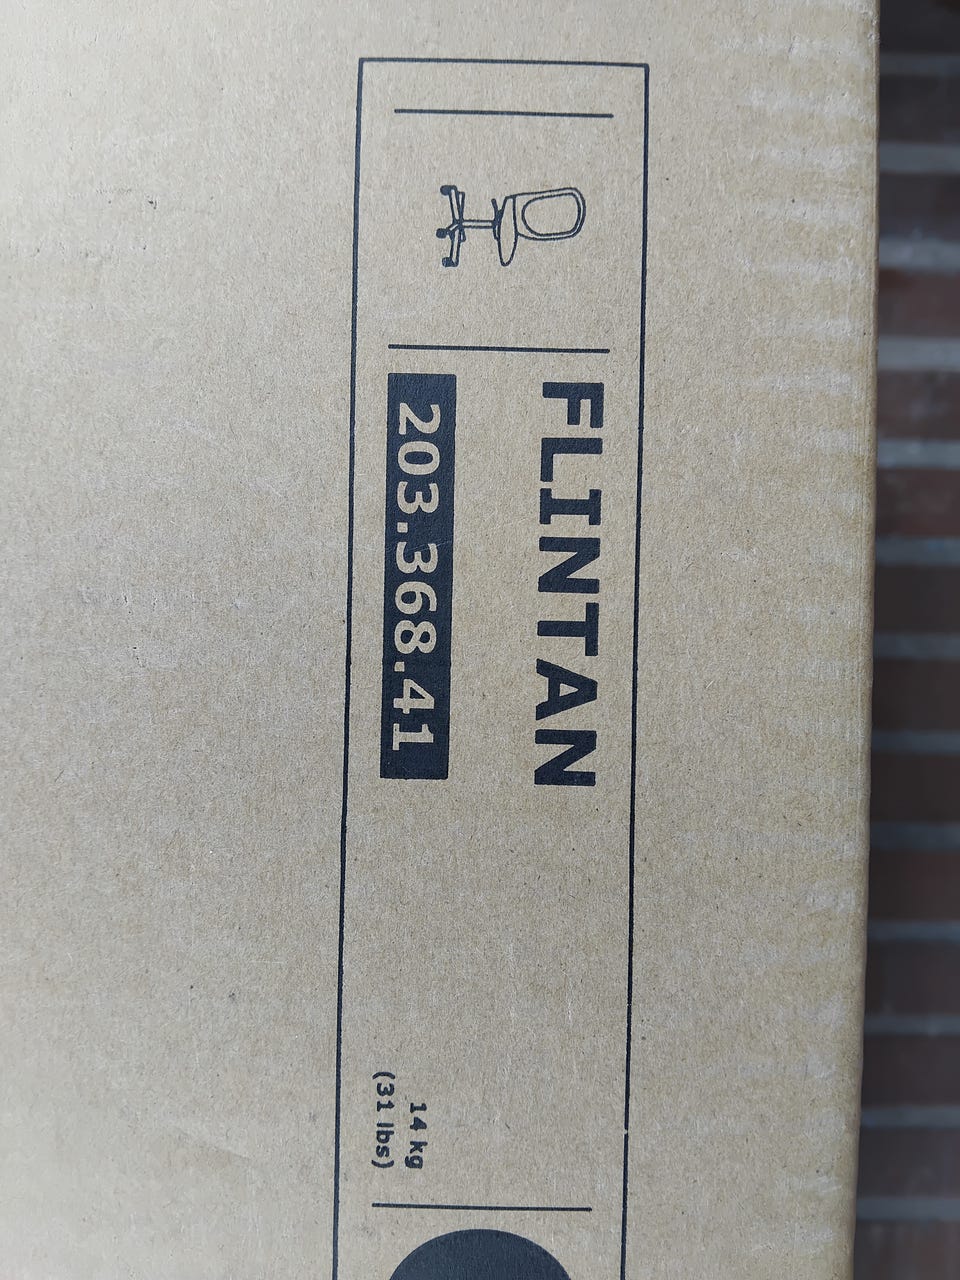 FLINTAN
203.368.41
14 kg
(31 lbs)